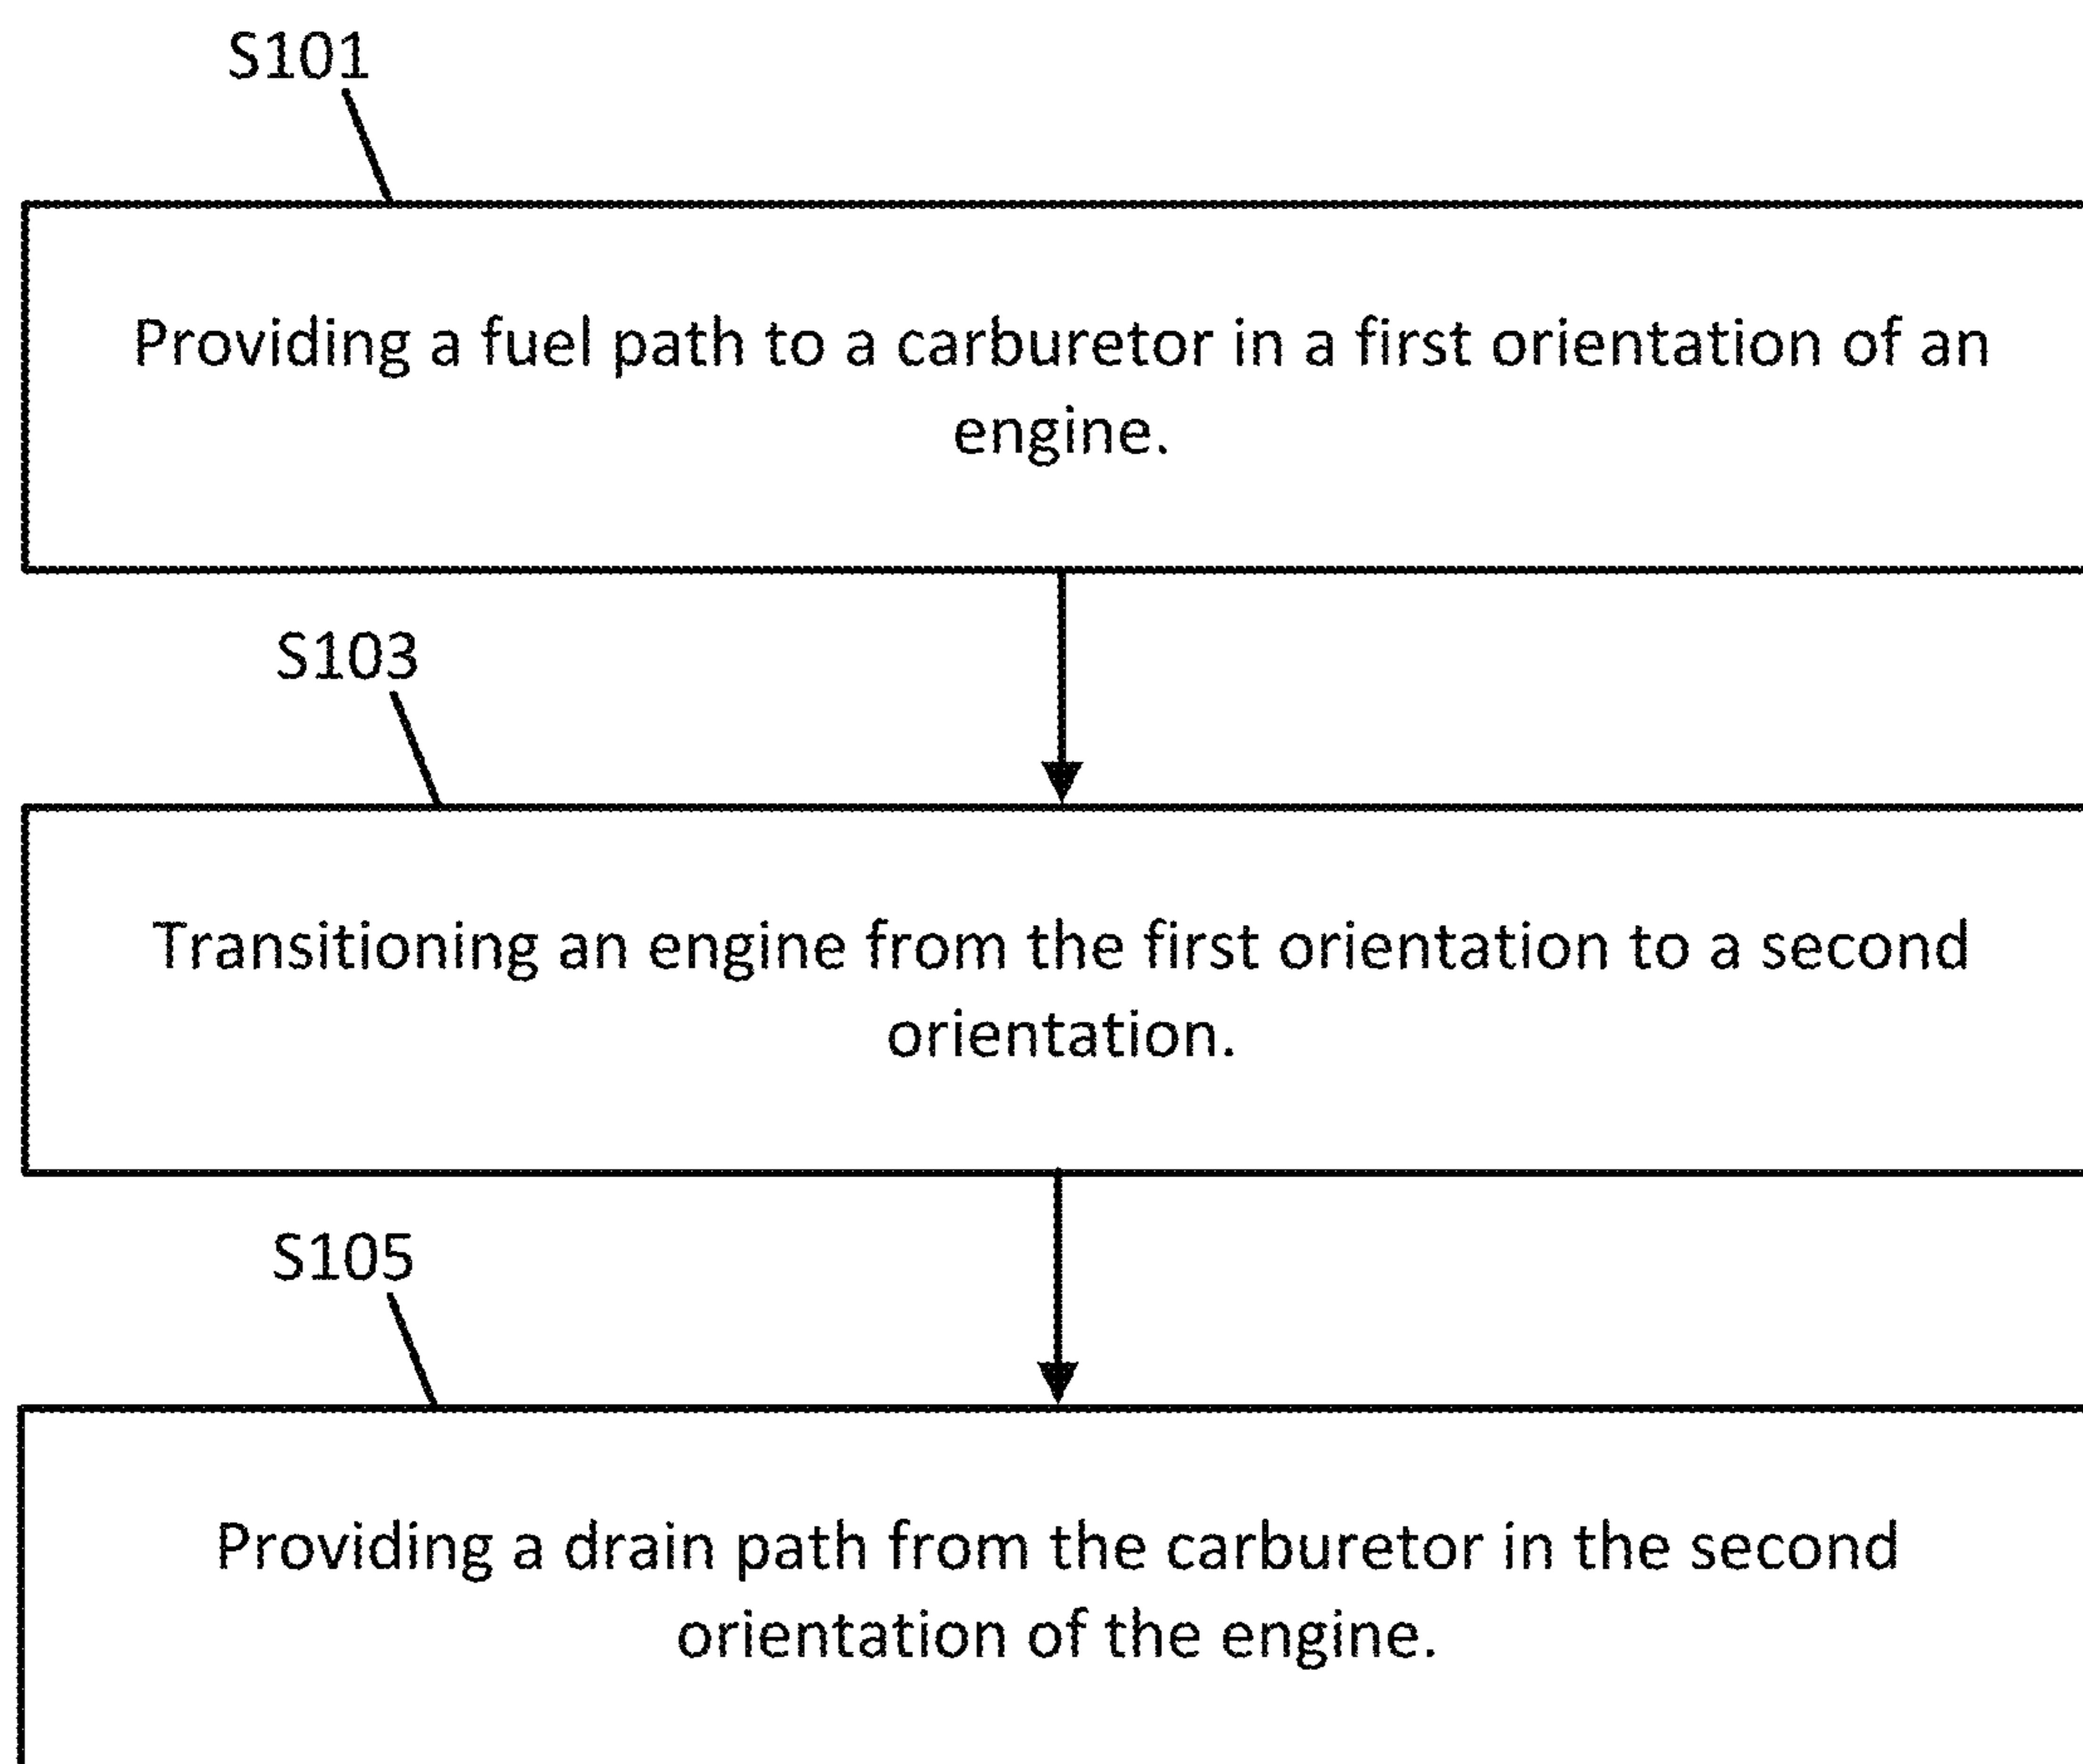 S101
Providing a fuel path to a carburetor in a first orientation of an
engine.
S103
Transitioning an engine from the first orientation to a second
orientation.
S105
Providing a drain path from the carburetor in the second
orientation of the engine.